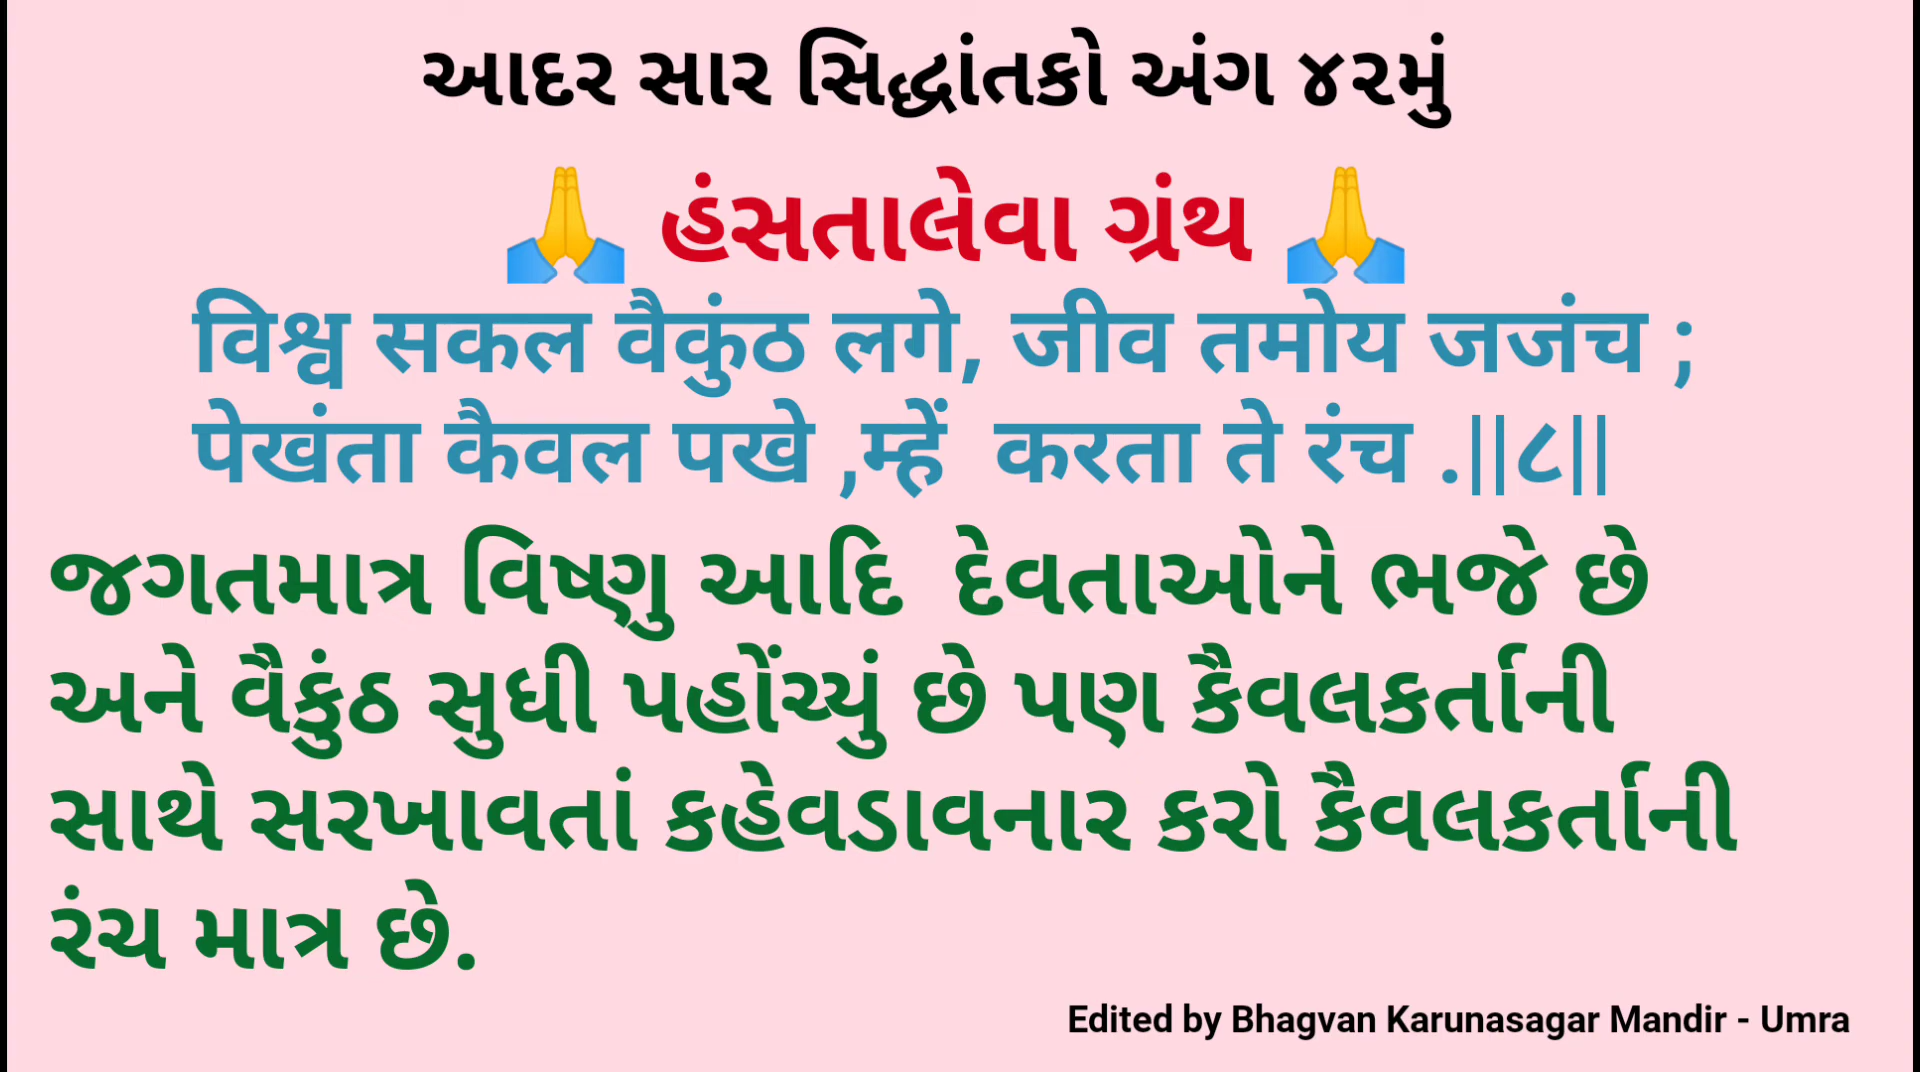 આદર સાર સિદ્ધાંતકો અંગ ૪૨મું
🙏 હંસતાલેવા ગ્રંથ 🙏
विश्व सकल वैकुंठ लगे, जीव तमोय जजंच ;
पेखंता कैवल पखे ,म्हें करता ते रंच .||૮||
જગતમાત્ર વિષ્ણુ આદિ દેવતાઓને ભજે છે
અને વૈકુંઠ સુધી પહોંચ્યું છે પણ કૈવલકર્તાની
સાથે સરખાવતાં કહેવડાવનાર કરો કૈવલકર્તાની
રંચ માત્ર છે.
Edited by Bhagvan Karunasagar Mandir - Umra